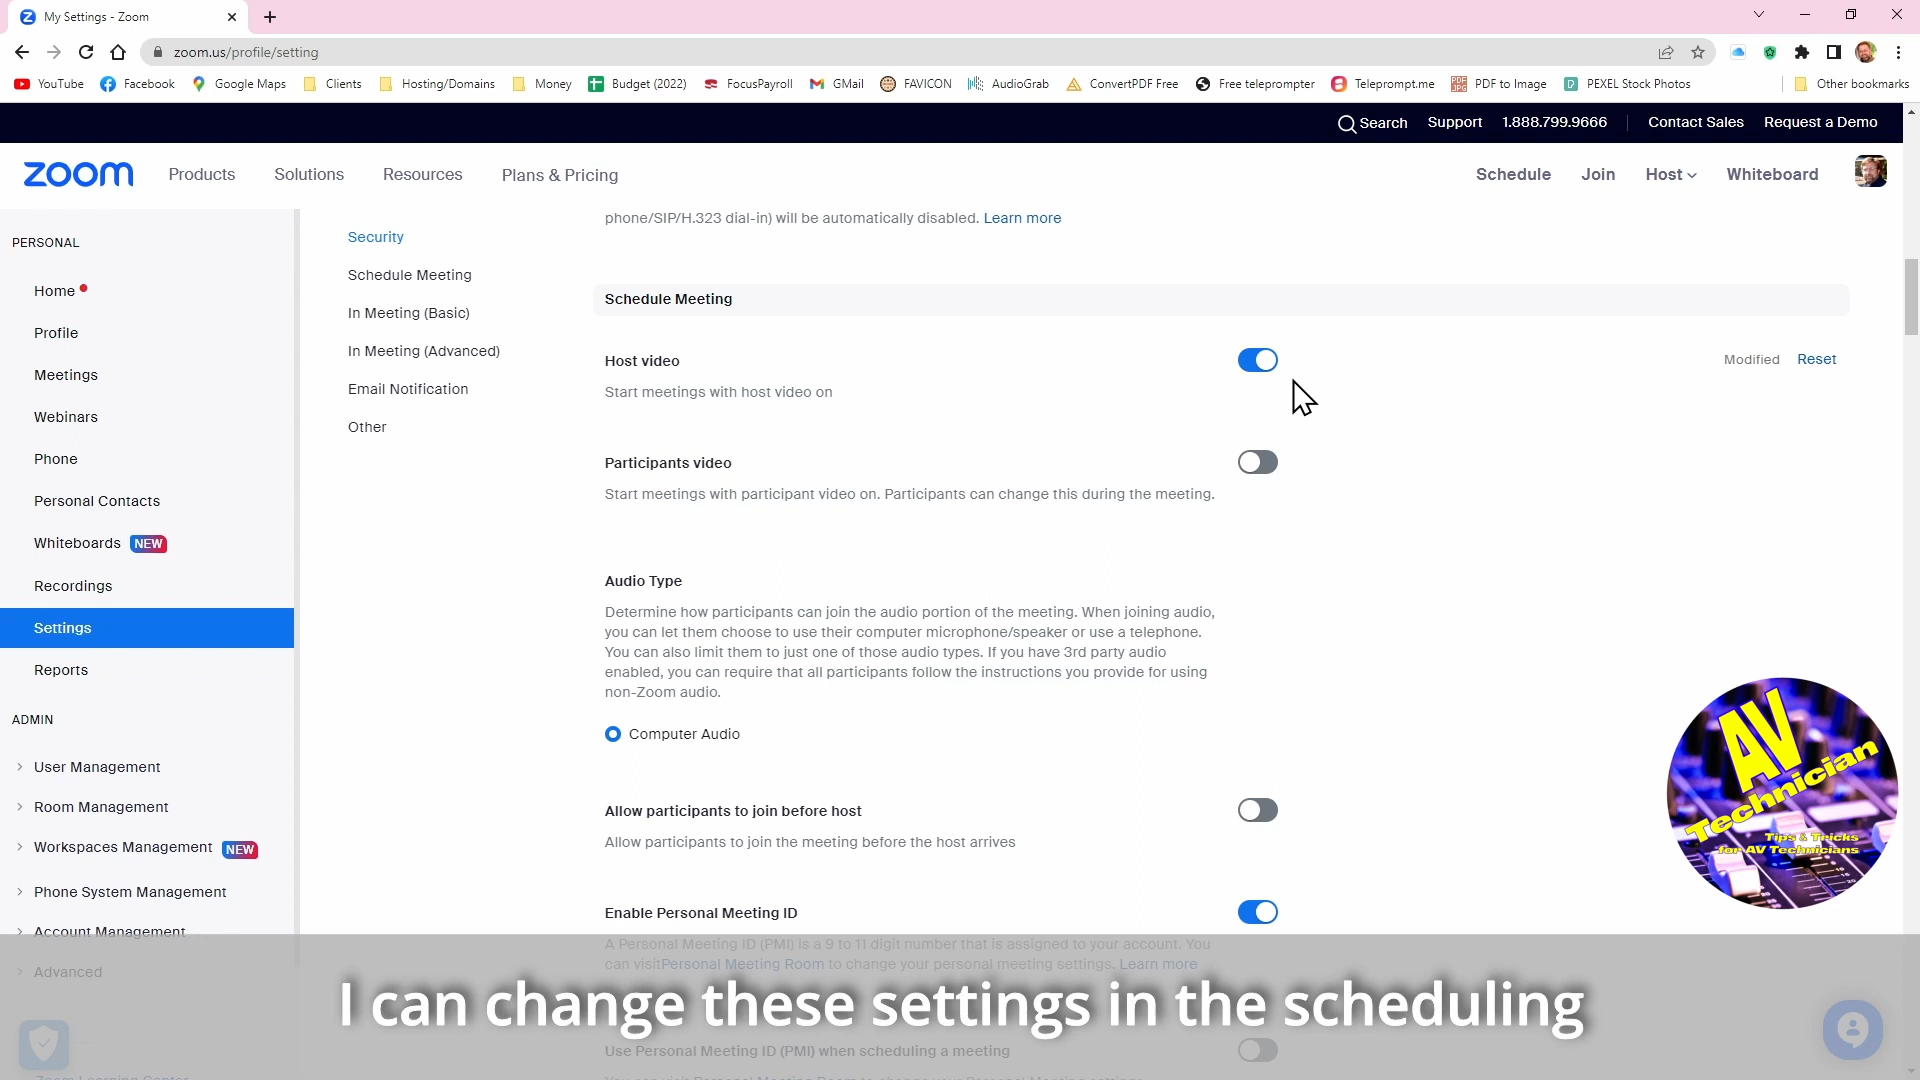 My Settings - Zoom
zoom.us/profile/setting
YouTube Facebook Google Maps Clients Hosting/Domains Money Budget (2022) FocusPayroll GMail FAVICON AudioGrab ConvertPDF Free Free teleprompter Teleprompt.me PDF to Image PEXEL Stock Photos Other bookmarks
Search Support 1.888.799.9666 Contact Sales Request a Demo
zoom Products Solutions Resources Plans & Pricing Schedule Join Host Whiteboard
PERSONAL
Home
Profile
Meetings
Webinars
Phone
Personal Contacts
Whiteboards NEW
Recordings
Settings
Reports
ADMIN
User Management
Room Management
Workspaces Management NEW
Phone System Management
Account Management
Advanced
Zoom Learning Center
Security
Schedule Meeting
In Meeting (Basic)
In Meeting (Advanced)
Email Notification
Other
phone/SIP/H.323 dial-in) will be automatically disabled. Learn more
Schedule Meeting
Host video
Modified Reset
Start meetings with host video on
Participants video
Start meetings with participant video on. Participants can change this during the meeting.
Audio Type
Determine how participants can join the audio portion of the meeting. When joining audio,
you can let them choose to use their computer microphone/speaker or use a telephone.
You can also limit them to just one of those audio types. If you have 3rd party audio
enabled, you can require that all participants follow the instructions you provide for using
non-Zoom audio.
Computer Audio
Allow participants to join before host
Allow participants to join the meeting before the host arrives
Enable Personal Meeting ID
A Personal Meeting ID (PMI) is a 9 to 11 digit number that is assigned to your account. You
can visitPersonal Meeting Room to change your personal meeting settings. Learn more
Use Personal Meeting ID (PMI) when scheduling a meeting
AV
Technician
Tips & Tricks
for AV Technicians
I can change these settings in the scheduling